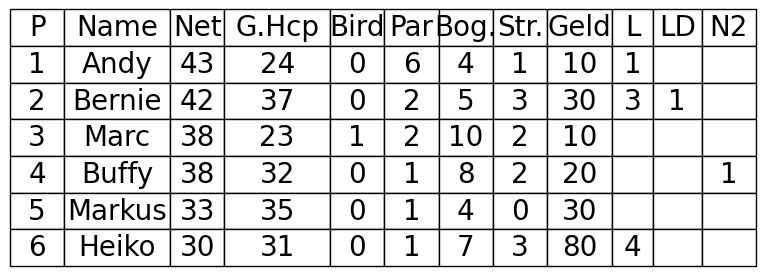 P Name Net G.Hcp Bird Par Bog. Str. Geld L LD N2
1 Andy 43 24 0 6 4 1 10 1
2 Bernie 42 37 0 2 5 3 30 3 1
3 Marc 38 23 1 2 10 2 10
4 Buffy 38 32 0 1 8 2 20 1
5 Markus 33 35 0 1 4 0 30
6 Heiko 30 31 0 1 7 3 80 4